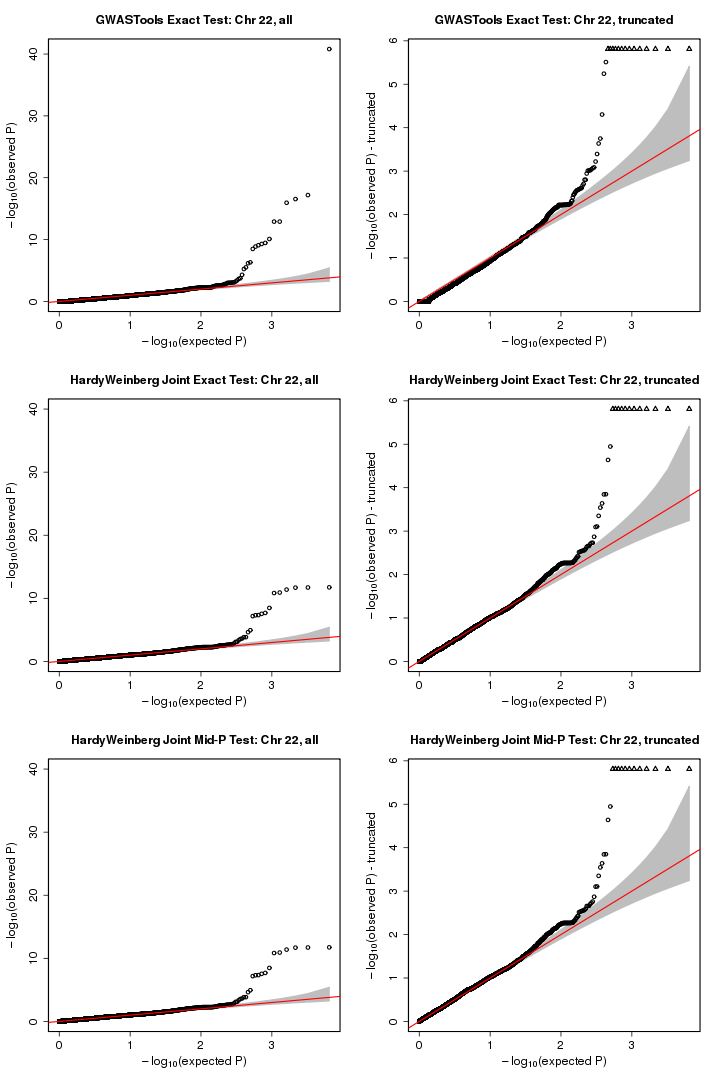 GWASTools Exact Test: Chr 22, all
− log10(observed P)
0 10 20 30 40
0 1 2 3
− log10(expected P)
GWASTools Exact Test: Chr 22, truncated
− log10(observed P) - truncated
0 1 2 3 4 5 6
0 1 2 3
− log10(expected P)
HardyWeinberg Joint Exact Test: Chr 22, all
− log10(observed P)
0 10 20 30 40
0 1 2 3
− log10(expected P)
HardyWeinberg Joint Exact Test: Chr 22, truncated
− log10(observed P) - truncated
0 1 2 3 4 5 6
0 1 2 3
− log10(expected P)
HardyWeinberg Joint Mid-P Test: Chr 22, all
− log10(observed P)
0 10 20 30 40
0 1 2 3
− log10(expected P)
HardyWeinberg Joint Mid-P Test: Chr 22, truncated
− log10(observed P) - truncated
0 1 2 3 4 5 6
0 1 2 3
− log10(expected P)